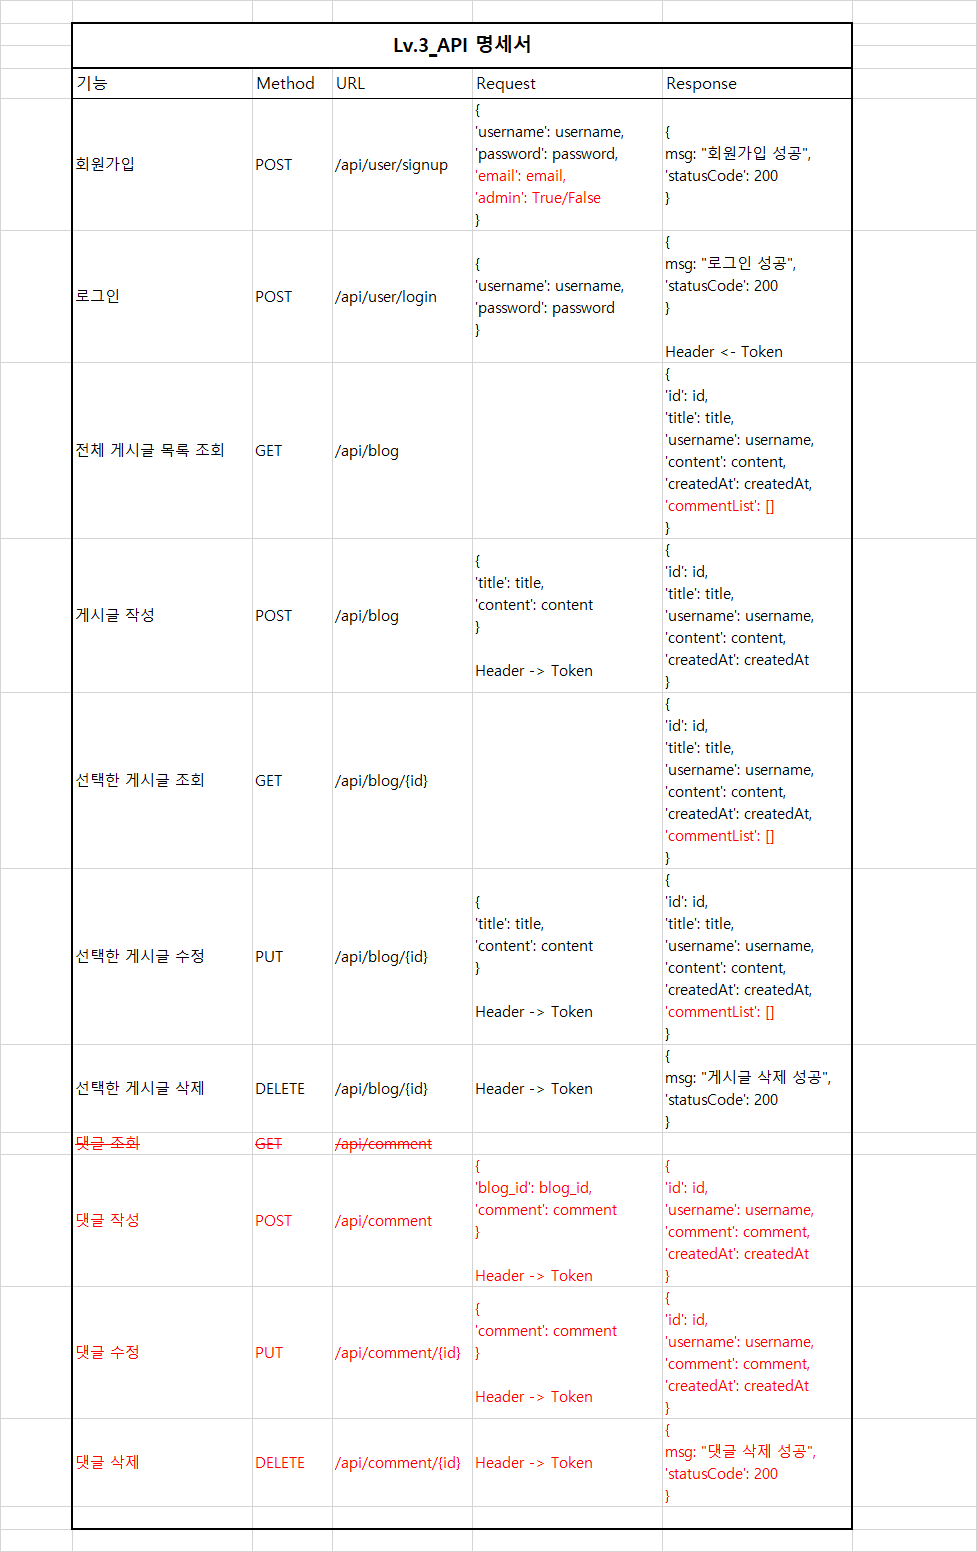 Lv.3_API 명세서
기능 Method URL Request Response
회원가입 POST /api/user/signup
{
'username': username,
'password': password,
'email': email,
'admin': True/False
}
{
msg: "회원가입 성공",
'statusCode': 200
}
로그인 POST /api/user/login
{
'username': username,
'password': password
}
{
msg: "로그인 성공",
'statusCode': 200
}
Header <- Token
전체 게시글 목록 조회 GET /api/blog
{
'id': id,
'title': title,
'username': username,
'content': content,
'createdAt': createdAt,
'commentList': []
}
게시글 작성 POST /api/blog
{
'title': title,
'content': content
}
Header -> Token
{
'id': id,
'title': title,
'username': username,
'content': content,
'createdAt': createdAt
}
선택한 게시글 조회 GET /api/blog/{id}
{
'id': id,
'title': title,
'username': username,
'content': content,
'createdAt': createdAt,
'commentList': []
}
선택한 게시글 수정 PUT /api/blog/{id}
{
'title': title,
'content': content
}
Header -> Token
{
'id': id,
'title': title,
'username': username,
'content': content,
'createdAt': createdAt,
'commentList': []
}
선택한 게시글 삭제 DELETE /api/blog/{id} Header -> Token
{
msg: "게시글 삭제 성공",
'statusCode': 200
}
댓글 조회 GET /api/comment
댓글 작성 POST /api/comment
{
'blog_id': blog_id,
'comment': comment
}
Header -> Token
{
'id': id,
'username': username,
'comment': comment,
'createdAt': createdAt
}
댓글 수정 PUT /api/comment/{id}
{
'comment': comment
}
Header -> Token
{
'id': id,
'username': username,
'comment': comment,
'createdAt': createdAt
}
댓글 삭제 DELETE /api/comment/{id} Header -> Token
{
msg: "댓글 삭제 성공",
'statusCode': 200
}